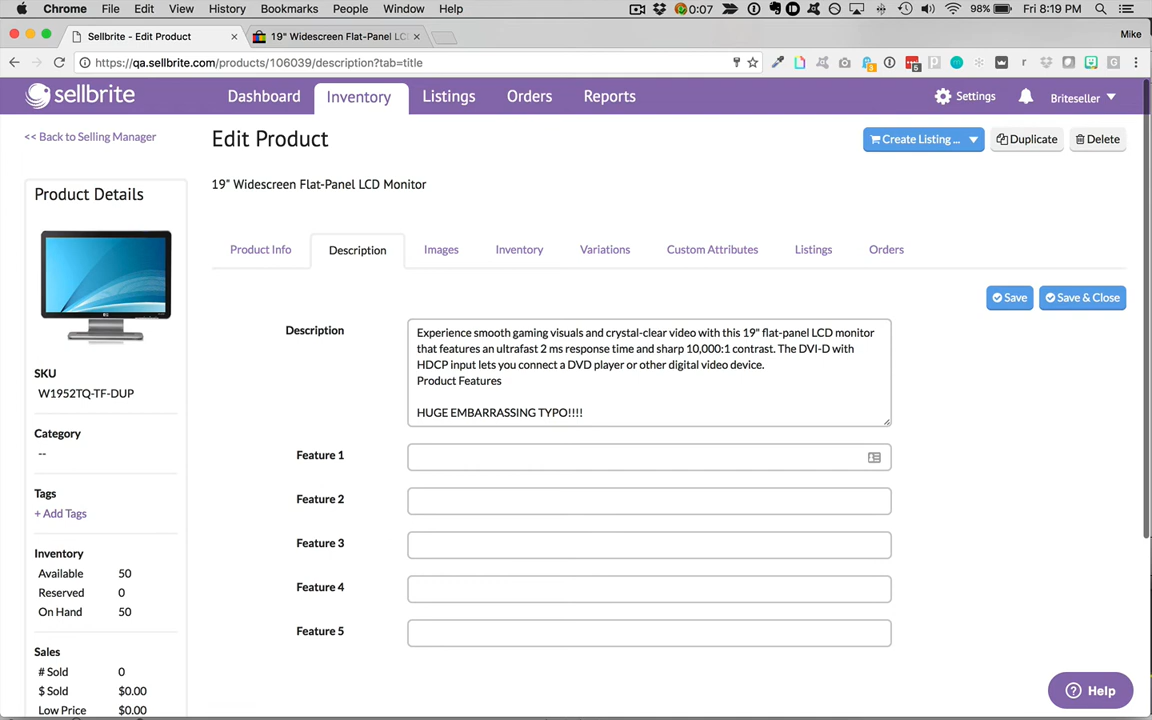 Chrome File Edit View History Bookmarks People Window Help 0:07 98% Fri 8:19 PM
Sellbrite - Edit Product 19" Widescreen Flat-Panel LC Mike
https://qa.sellbrite.com/products/106039/description?tab=title
sellbrite Dashboard Inventory Listings Orders Reports Settings Briteseller
<< Back to Selling Manager
Edit Product
Create Listing ... Duplicate Delete
19" Widescreen Flat-Panel LCD Monitor
Product Details
Product Info Description Images Inventory Variations Custom Attributes Listings Orders
Save Save & Close
Description
Experience smooth gaming visuals and crystal-clear video with this 19" flat-panel LCD monitor
that features an ultrafast 2 ms response time and sharp 10,000:1 contrast. The DVI-D with
HDCP input lets you connect a DVD player or other digital video device.
Product Features
HUGE EMBARRASSING TYPO!!!!
Feature 1
Feature 2
Feature 3
Feature 4
Feature 5
SKU
W1952TQ-TF-DUP
Category
--
Tags
+ Add Tags
Inventory
Available 50
Reserved 0
On Hand 50
Sales
# Sold 0
$ Sold $0.00
Low Price $0.00
Help